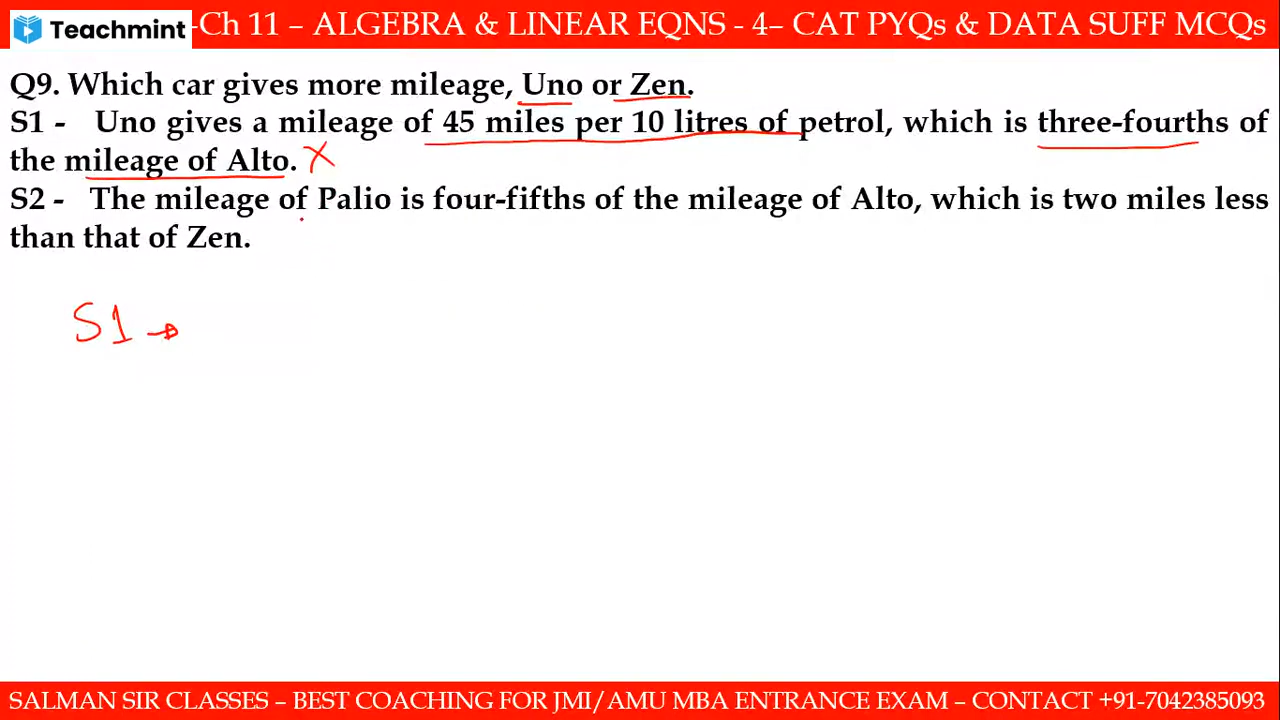 Teachmint -Ch 11 – ALGEBRA & LINEAR EQNS - 4– CAT PYQs & DATA SUFF MCQs
Q9. Which car gives more mileage, Uno or Zen.
S1 - Uno gives a mileage of 45 miles per 10 litres of petrol, which is three-fourths of
the mileage of Alto. X
S2 - The mileage of Palio is four-fifths of the mileage of Alto, which is two miles less
than that of Zen.
S1 →
SALMAN SIR CLASSES – BEST COACHING FOR JMI/AMU MBA ENTRANCE EXAM – CONTACT +91-7042385093